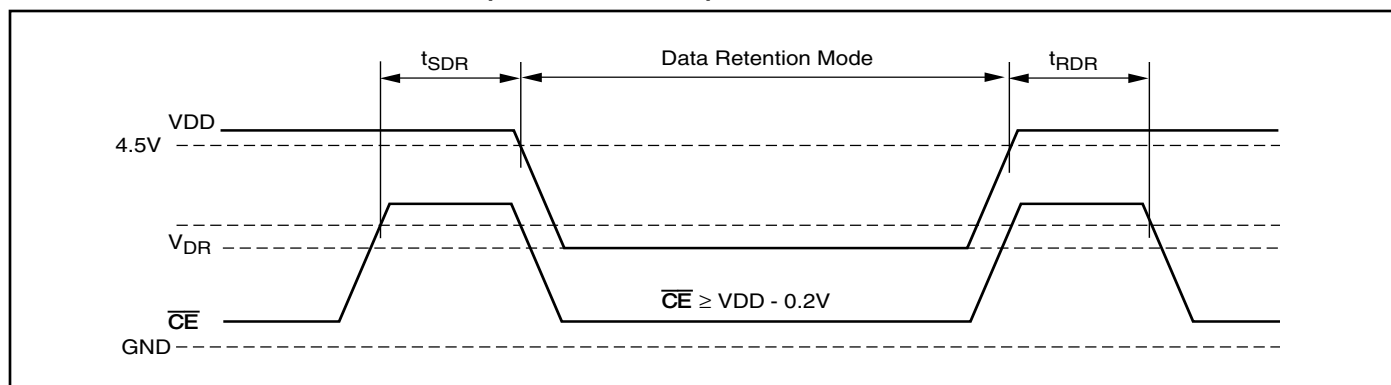 tSDR
Data Retention Mode
tRDR
VDD
4.5V
VDR
CE ≥ VDD - 0.2V
CE
GND